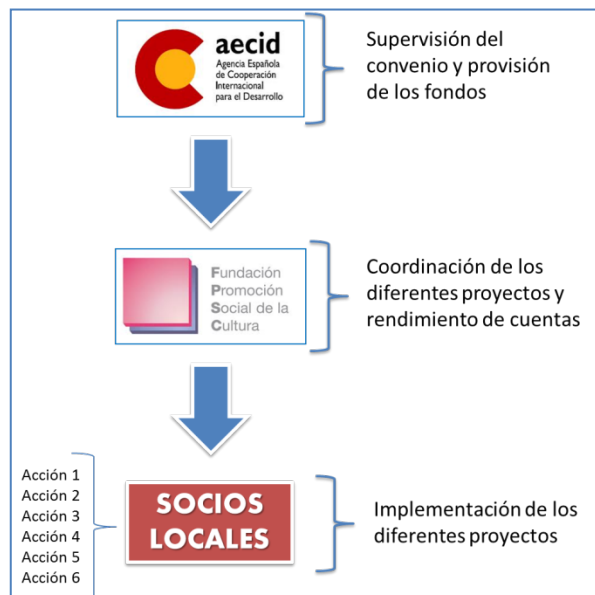 aecid
Agencia Española
de Cooperación
Internacional
para el Desarrollo
Supervisión del
convenio y provisión
de los fondos
Fundación
Promoción
Social de la
Cultura
Coordinación de los
diferentes proyectos y
rendimiento de cuentas
Acción 1
Acción 2
Acción 3
Acción 4
Acción 5
Acción 6
SOCIOS
LOCALES
Implementación de los
diferentes proyectos